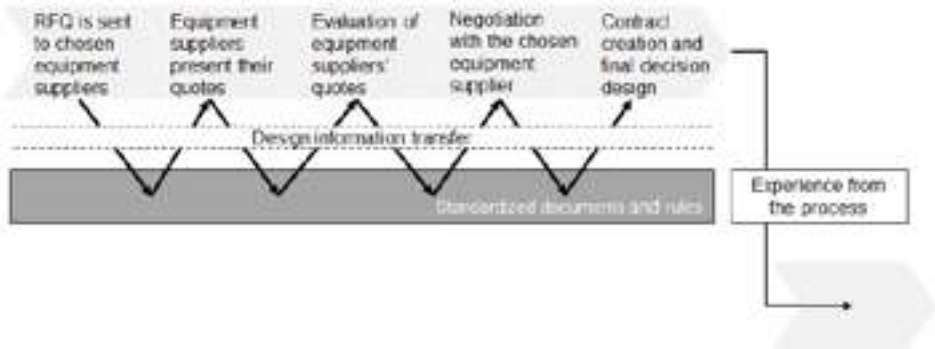 RFQ is sent
to chosen
equipment
suppliers
Equipment
suppliers
present their
quotes
Evaluation of
equipment
suppliers'
quotes
Negotiation
with the chosen
equipment
supplier
Contract
creation and
final decision
design
Design information transfer
Standardized documents and rules
Experience from
the process